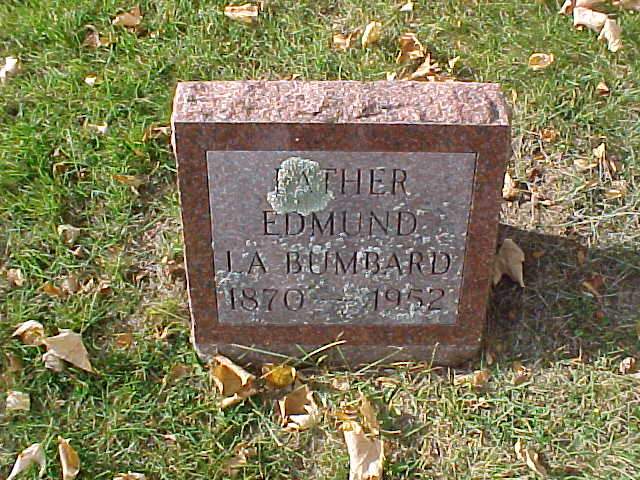 FATHER
EDMUND
LA BUMBARD
1870 — 1952